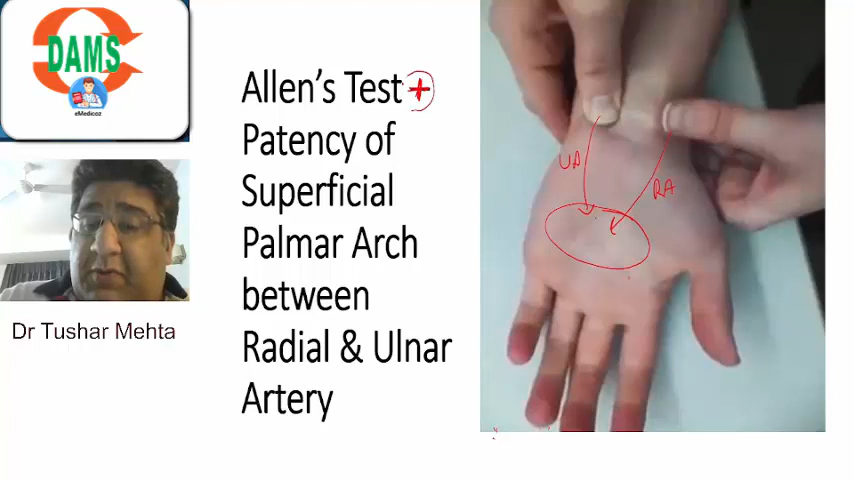 DAMS
eMedicoz
Allen's Test +
Patency of
Superficial
Palmar Arch
between
Radial & Ulnar
Artery
UA
RA
Dr Tushar Mehta